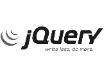 jQuery
write less, do more.